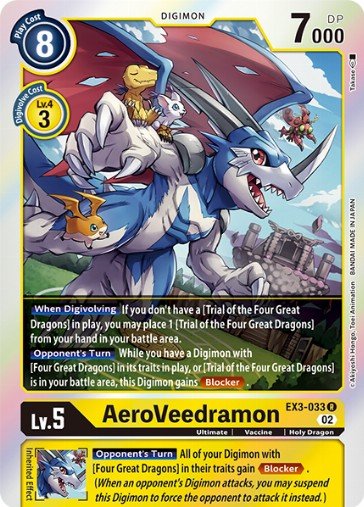 DIGIMON
Play Cost
8
7000
DP
Digivolve Cost
Lv.4
3
Takase
© Akiyoshi Hongo, Toei Animation BANDAI MADE IN JAPAN
When Digivolving If you don't have a [Trial of the Four Great
Dragons] in play, you may place 1 [Trial of the Four Great Dragons]
from your hand in your battle area.
Opponent's Turn While you have a Digimon with
[Four Great Dragons] in its traits in play, or [Trial of the Four Great Dragons]
is in your battle area, this Digimon gains Blocker .
Lv.5
AeroVeedramon
EX3-033 R
02
Ultimate Vaccine Holy Dragon
Inherited Effect
Opponent's Turn All of your Digimon with
[Four Great Dragons] in their traits gain Blocker .
(When an opponent's Digimon attacks, you may suspend
this Digimon to force the opponent to attack it instead.)